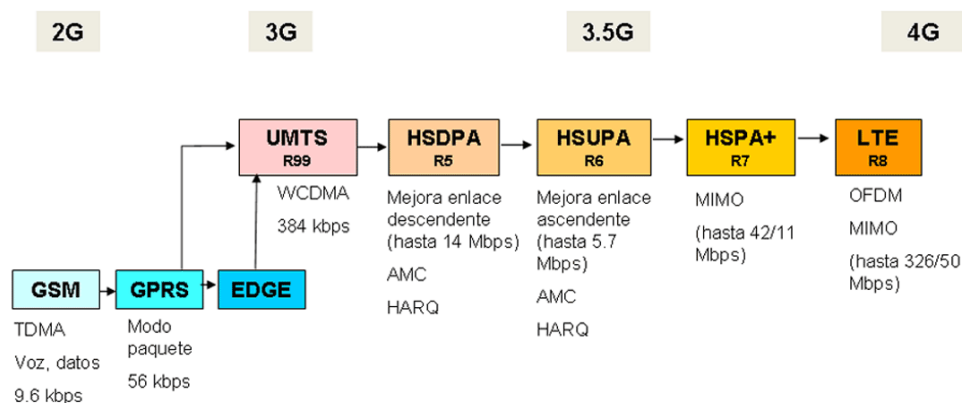 2G
3G
3.5G
4G
UMTS
R99
HSDPA
R5
HSUPA
R6
HSPA+
R7
LTE
R8
WCDMA
384 kbps
Mejora enlace
descendente
(hasta 14 Mbps)
AMC
HARQ
Mejora enlace
ascendente
(hasta 5.7
Mbps)
AMC
HARQ
MIMO
(hasta 42/11
Mbps)
OFDM
MIMO
(hasta 326/50
Mbps)
GSM
GPRS
EDGE
TDMA
Voz, datos
9.6 kbps
Modo
paquete
56 kbps